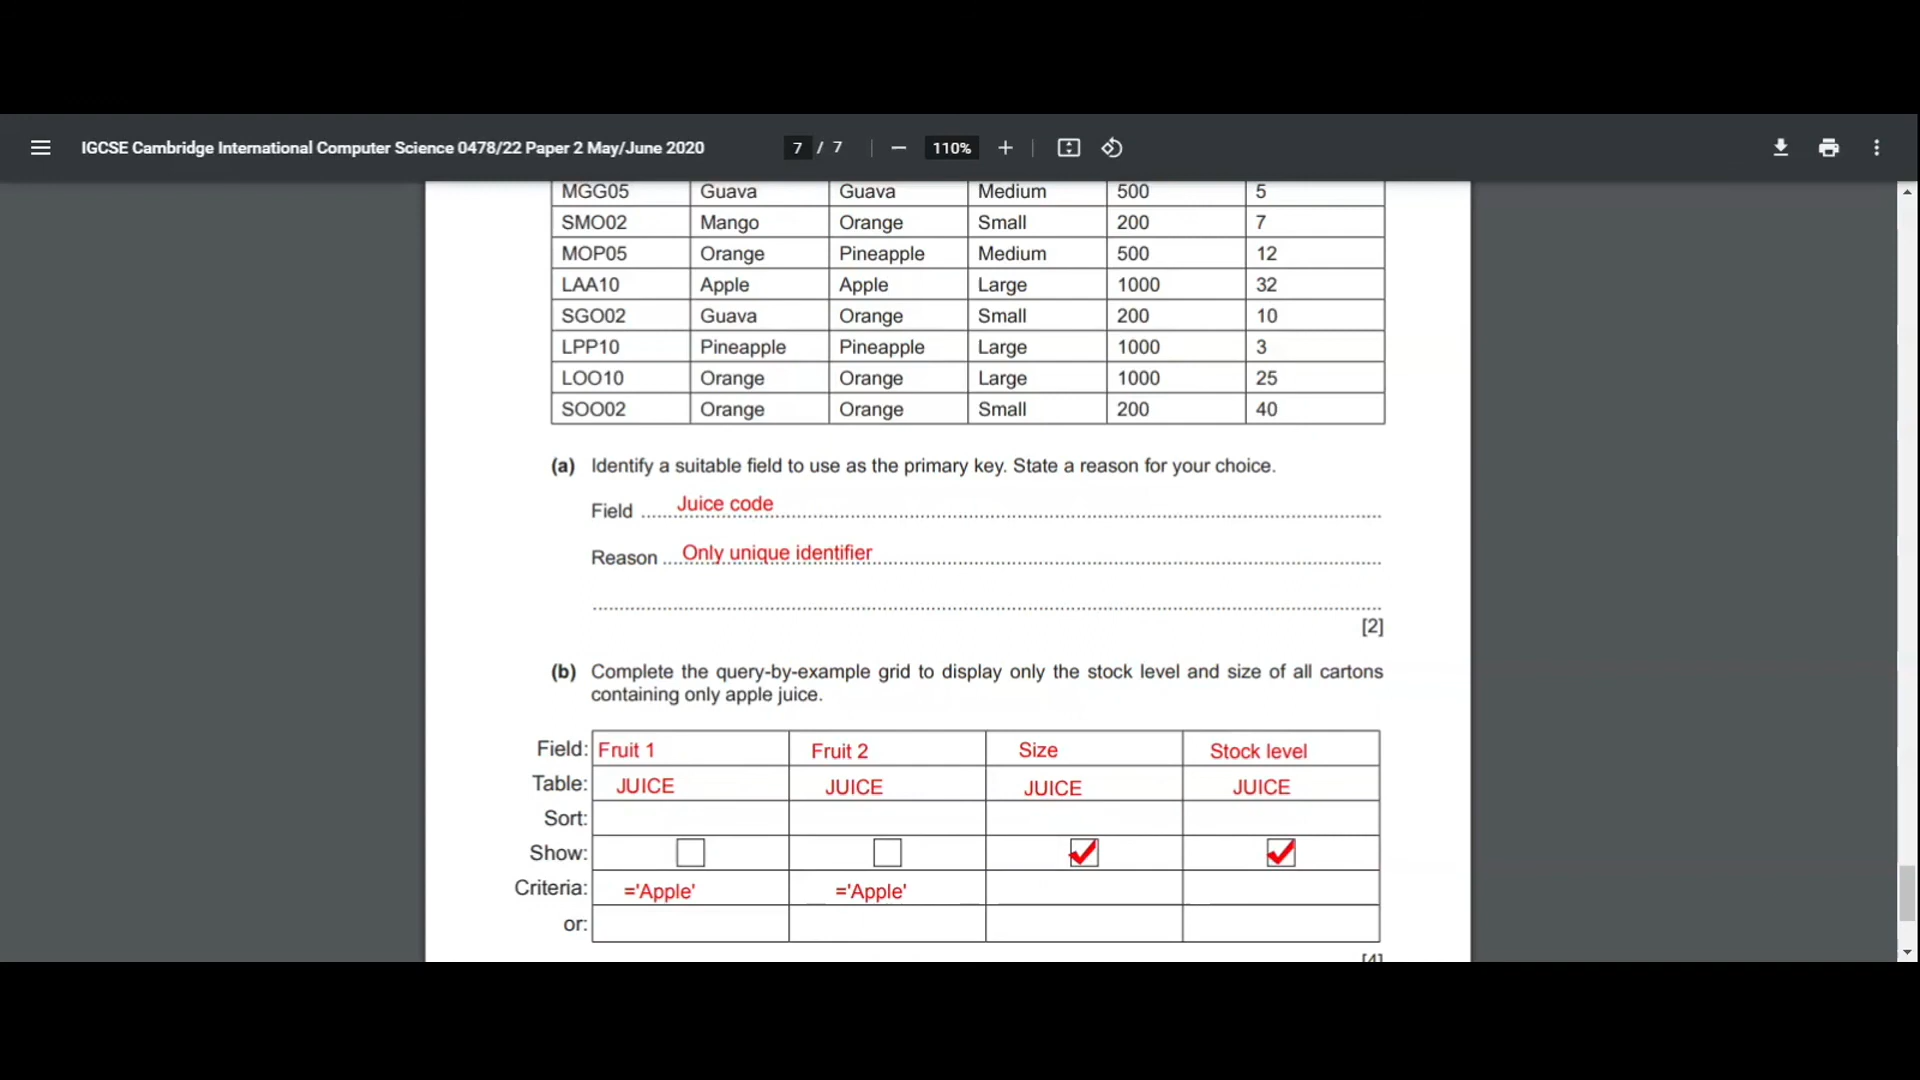 IGCSE Cambridge International Computer Science 0478/22 Paper 2 May/June 2020 7 / 7 110%
MGG05 Guava Guava Medium 500 5
SMO02 Mango Orange Small 200 7
MOP05 Orange Pineapple Medium 500 12
LAA10 Apple Apple Large 1000 32
SGO02 Guava Orange Small 200 10
LPP10 Pineapple Pineapple Large 1000 3
LOO10 Orange Orange Large 1000 25
SOO02 Orange Orange Small 200 40
(a) Identify a suitable field to use as the primary key. State a reason for your choice.
Field Juice code
Reason Only unique identifier
[2]
(b) Complete the query-by-example grid to display only the stock level and size of all cartons
containing only apple juice.
Field: Fruit 1 Fruit 2 Size Stock level
Table: JUICE JUICE JUICE JUICE
Sort:
Show:
Criteria: ='Apple' ='Apple'
or:
[4]